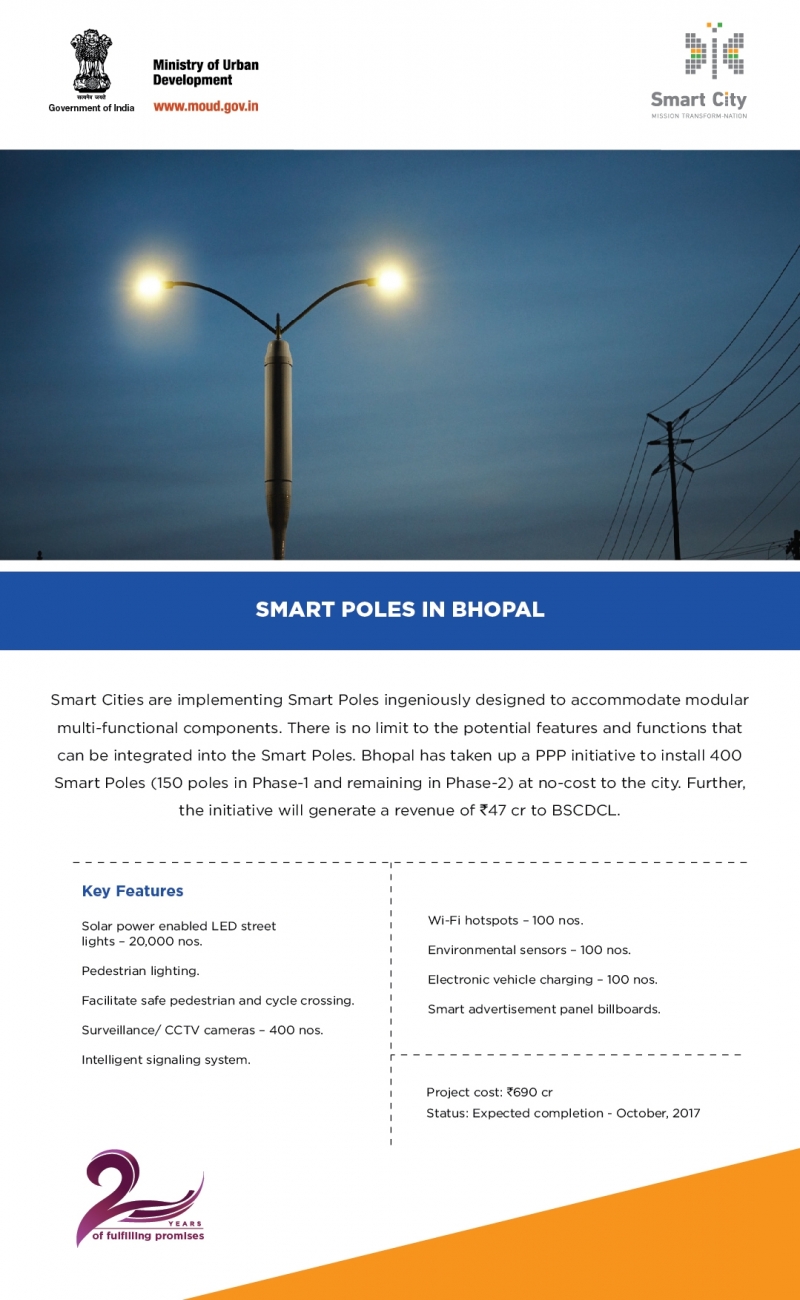 सत्यमेव जयते
Government of India
Ministry of Urban
Development
www.moud.gov.in
Smart City
MISSION TRANSFORM-NATION
SMART POLES IN BHOPAL
Smart Cities are implementing Smart Poles ingeniously designed to accommodate modular
multi-functional components. There is no limit to the potential features and functions that
can be integrated into the Smart Poles. Bhopal has taken up a PPP initiative to install 400
Smart Poles (150 poles in Phase-1 and remaining in Phase-2) at no-cost to the city. Further,
the initiative will generate a revenue of ₹47 cr to BSCDCL.
Key Features
Solar power enabled LED street
lights – 20,000 nos.
Pedestrian lighting.
Facilitate safe pedestrian and cycle crossing.
Surveillance/ CCTV cameras – 400 nos.
Intelligent signaling system.
Wi-Fi hotspots – 100 nos.
Environmental sensors – 100 nos.
Electronic vehicle charging – 100 nos.
Smart advertisement panel billboards.
Project cost: ₹690 cr
Status: Expected completion - October, 2017
2
YEARS
of fulfilling promises